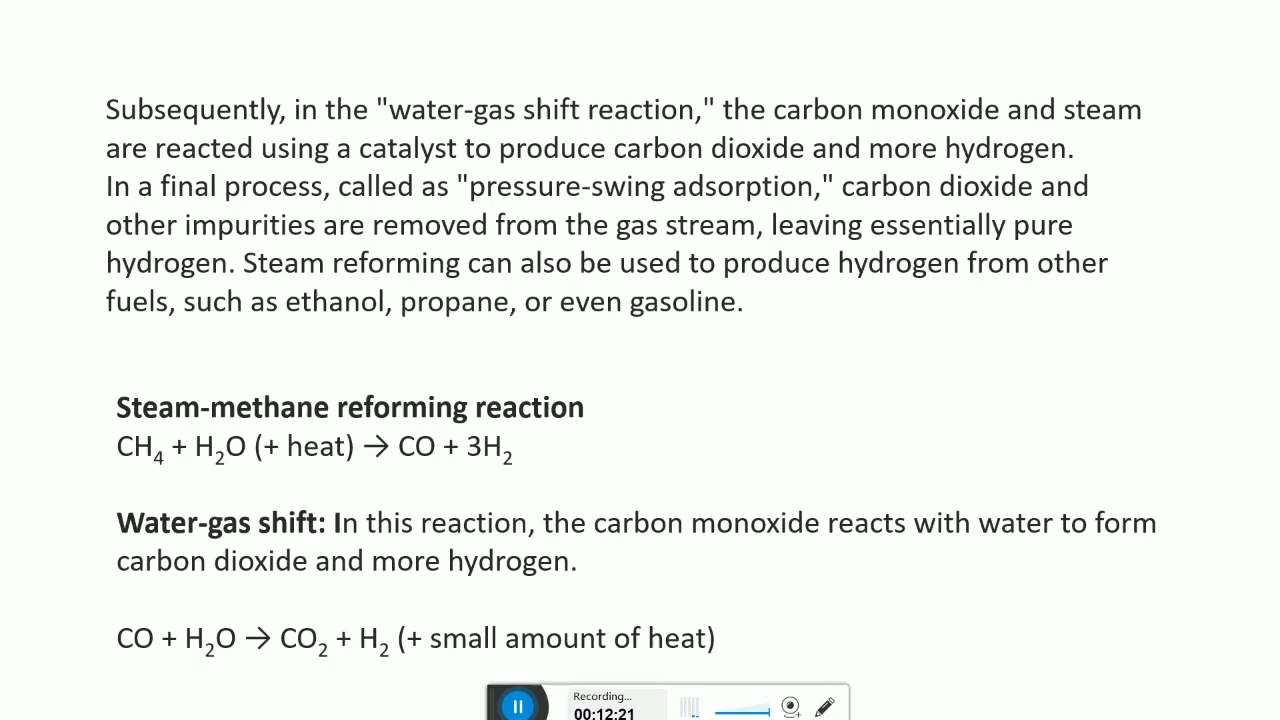 Subsequently, in the "water-gas shift reaction," the carbon monoxide and steam
are reacted using a catalyst to produce carbon dioxide and more hydrogen.
In a final process, called as "pressure-swing adsorption," carbon dioxide and
other impurities are removed from the gas stream, leaving essentially pure
hydrogen. Steam reforming can also be used to produce hydrogen from other
fuels, such as ethanol, propane, or even gasoline.
Steam-methane reforming reaction
CH₄ + H₂O (+ heat) → CO + 3H₂
Water-gas shift: In this reaction, the carbon monoxide reacts with water to form
carbon dioxide and more hydrogen.
CO + H₂O → CO₂ + H₂ (+ small amount of heat)
Recording...
00:12:21